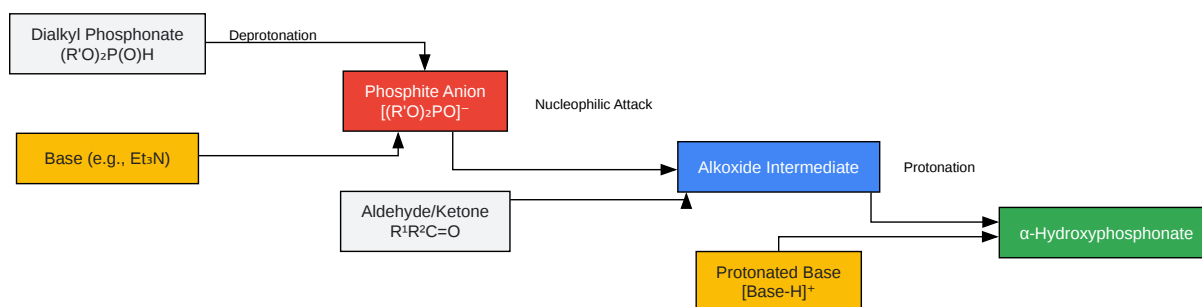 Dialkyl Phosphonate
(R'O)₂P(O)H
Deprotonation
Phosphite Anion
[(R'O)₂PO]⁻
Nucleophilic Attack
Base (e.g., Et₃N)
Alkoxide Intermediate
Protonation
Aldehyde/Ketone
R¹R²C=O
α-Hydroxyphosphonate
Protonated Base
[Base-H]⁺